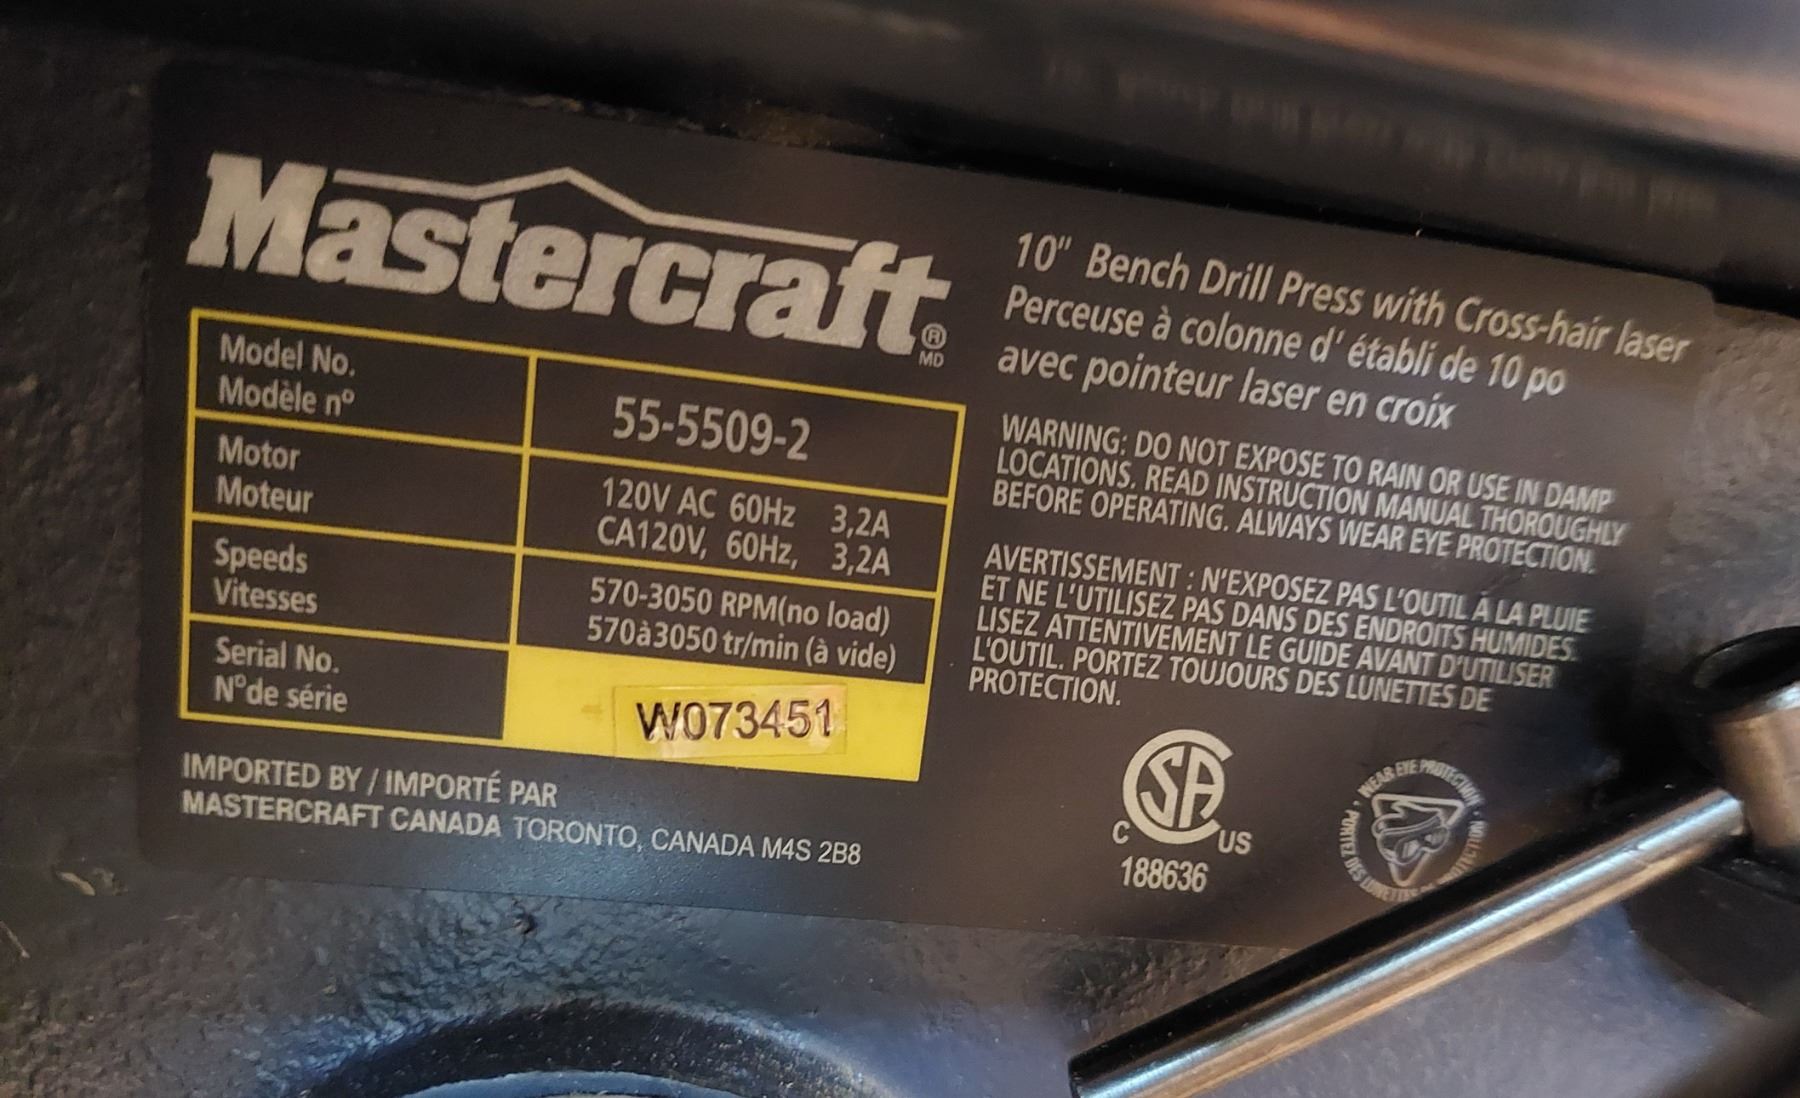 Mastercraft®
MD
Model No.
Modèle nº
55-5509-2
Motor
Moteur
120V AC 60Hz 3,2A
CA120V, 60Hz, 3,2A
Speeds
Vitesses
570-3050 RPM(no load)
570à3050 tr/min (à vide)
Serial No.
Nºde série
W073451
IMPORTED BY / IMPORTÉ PAR
MASTERCRAFT CANADA TORONTO, CANADA M4S 2B8
10" Bench Drill Press with Cross-hair laser
Perceuse à colonne d' établi de 10 po
avec pointeur laser en croix
WARNING: DO NOT EXPOSE TO RAIN OR USE IN DAMP
LOCATIONS. READ INSTRUCTION MANUAL THOROUGHLY
BEFORE OPERATING. ALWAYS WEAR EYE PROTECTION.
AVERTISSEMENT : N'EXPOSEZ PAS L'OUTIL À LA PLUIE
ET NE L'UTILISEZ PAS DANS DES ENDROITS HUMIDES.
LISEZ ATTENTIVEMENT LE GUIDE AVANT D'UTILISER
L'OUTIL. PORTEZ TOUJOURS DES LUNETTES DE
PROTECTION.
CSA
C US
188636
WEAR EYE PROTECTION
PORTEZ DES LUNETTES